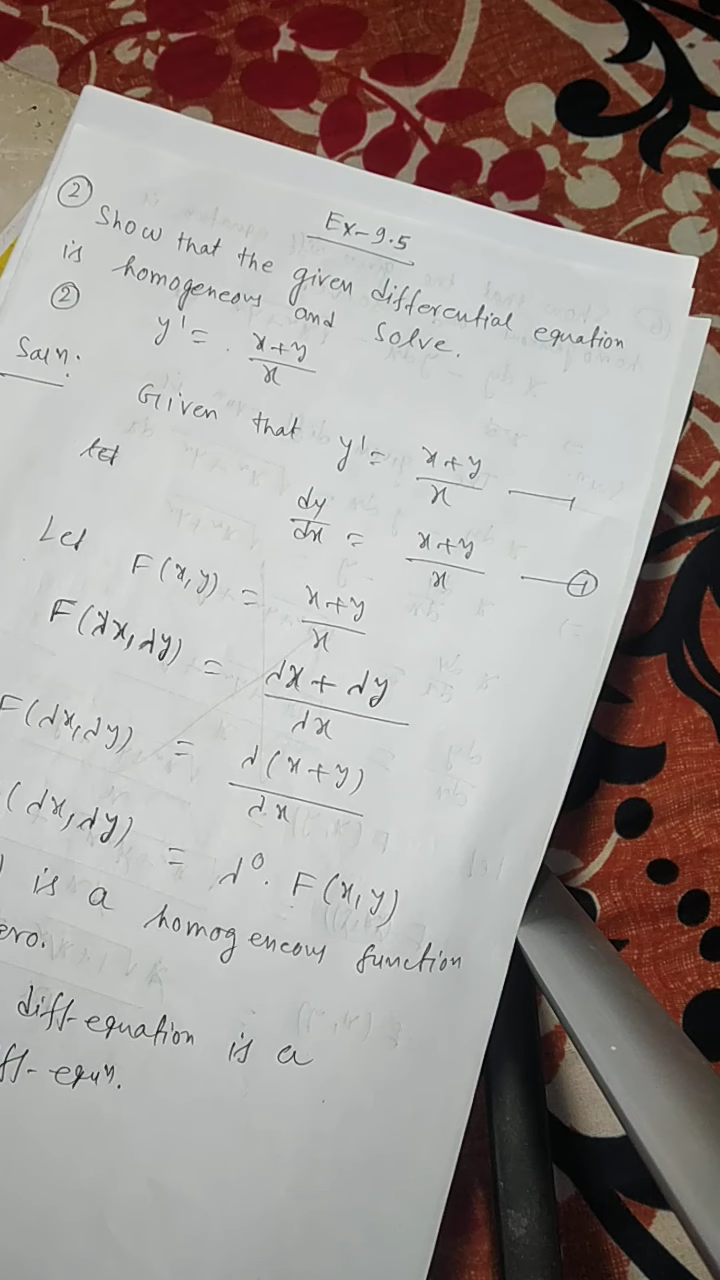 Ex-9.5
② Show that the given differential equation
is homogeneous and solve.
② y' = x+y/x
Soln. Given that y' = x+y/x
let dy/dx = x+y/x — ①
Let F(x,y) = x+y/x
F(λx,λy) = λx+λy/λx
F(λx,λy) = λ(x+y)/λx
(λx,λy) = λ⁰. F(x,y)
is a homogeneous function
ero.
diff-equation is a
ff-equn.